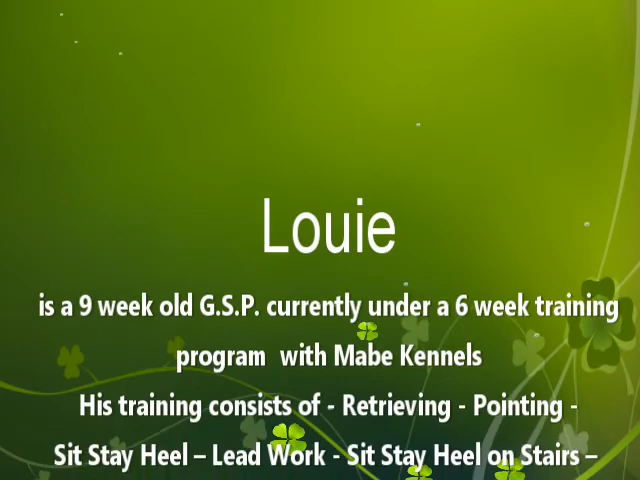 Louie
is a 9 week old G.S.P. currently under a 6 week training
program  with Mabe Kennels
His training consists of - Retrieving - Pointing -
Sit Stay Heel – Lead Work - Sit Stay Heel on Stairs –